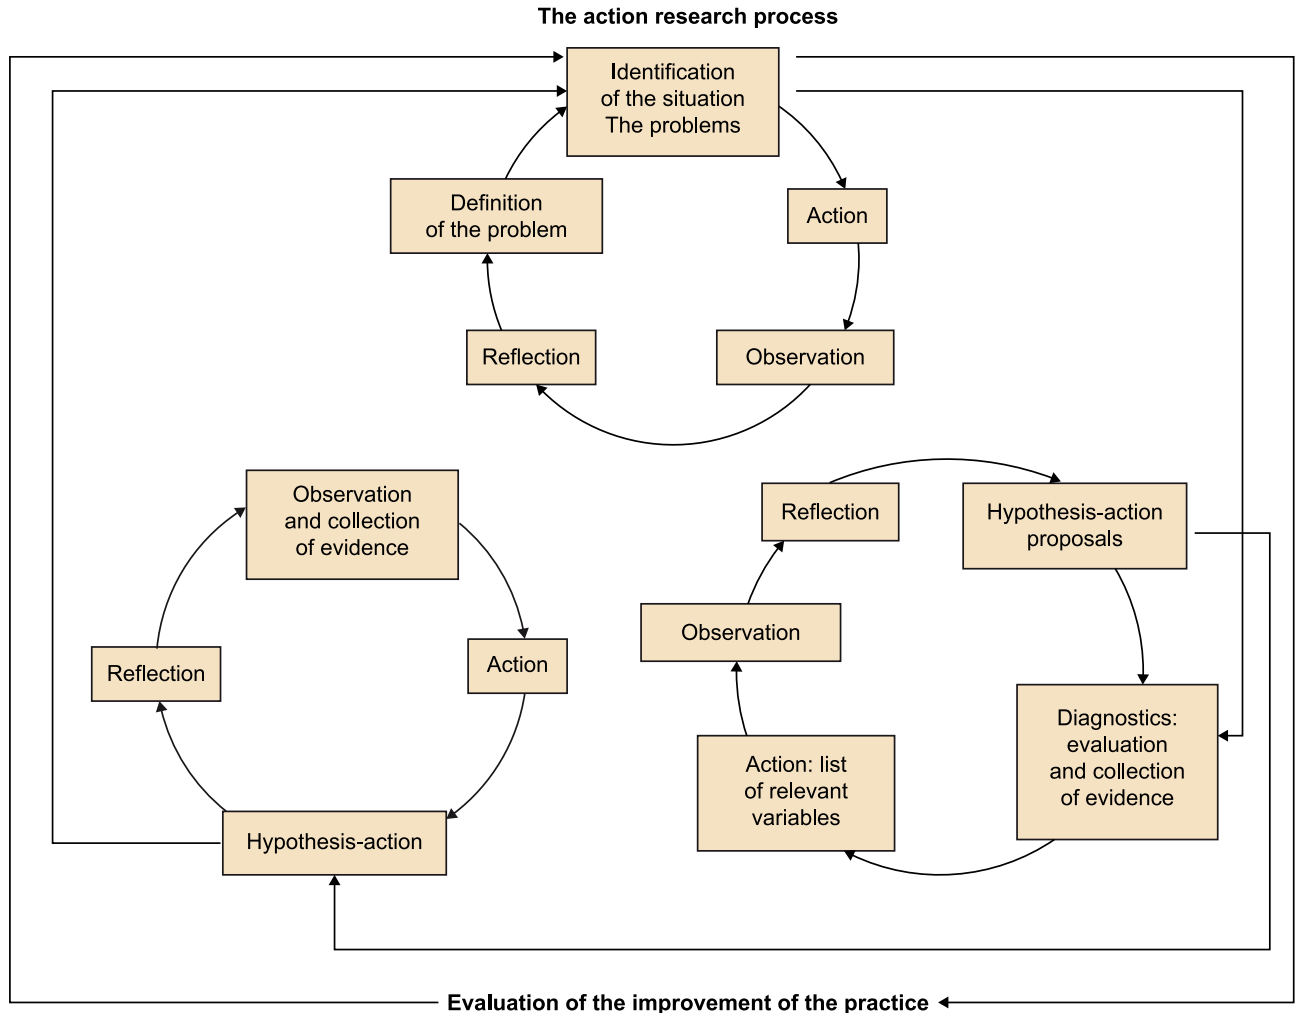 The action research process
Identification
of the situation
The problems
Definition
of the problem
Action
Reflection
Observation
Observation
and collection
of evidence
Reflection
Action
Hypothesis-action
Reflection
Hypothesis-action
proposals
Observation
Action: list
of relevant
variables
Diagnostics:
evaluation
and collection
of evidence
Evaluation of the improvement of the practice